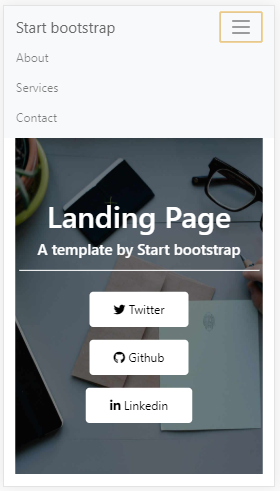 Start bootstrap
About
Services
Contact
Landing Page
A template by Start bootstrap
Twitter
Github
Linkedin